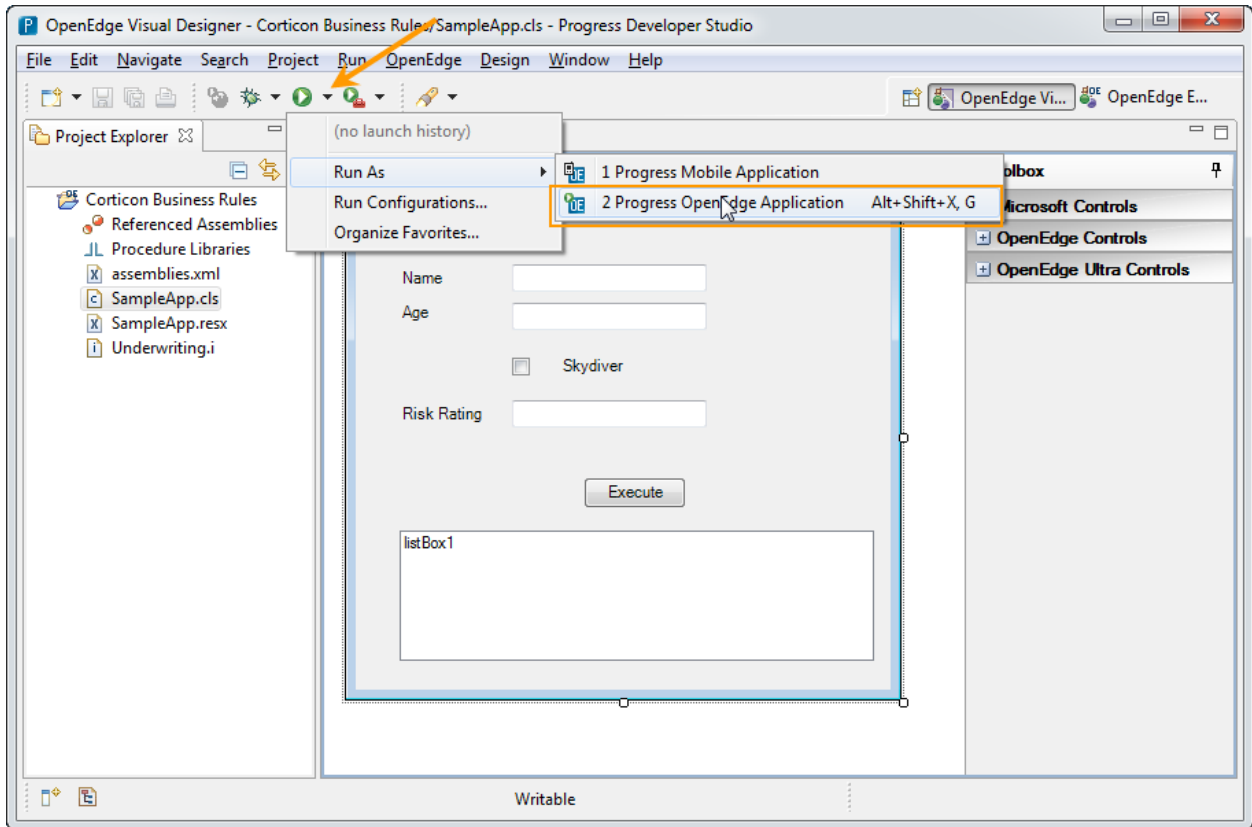 OpenEdge Visual Designer - Corticon Business Rules/SampleApp.cls - Progress Developer Studio
File Edit Navigate Search Project Run OpenEdge Design Window Help
OpenEdge Vi... OpenEdge E...
Project Explorer
(no launch history)
Run As
Run Configurations...
Organize Favorites...
1 Progress Mobile Application
2 Progress OpenEdge Application Alt+Shift+X, G
olbox
Microsoft Controls
OpenEdge Controls
OpenEdge Ultra Controls
Corticon Business Rules
Referenced Assemblies
Procedure Libraries
assemblies.xml
SampleApp.cls
SampleApp.resx
Underwriting.i
Name
Age
Skydiver
Risk Rating
Execute
listBox1
Writable